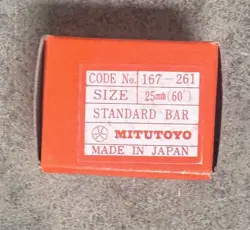 CODE No. 167-261
SIZE 25mm(60°)
STANDARD BAR
MITUTOYO
MADE IN JAPAN